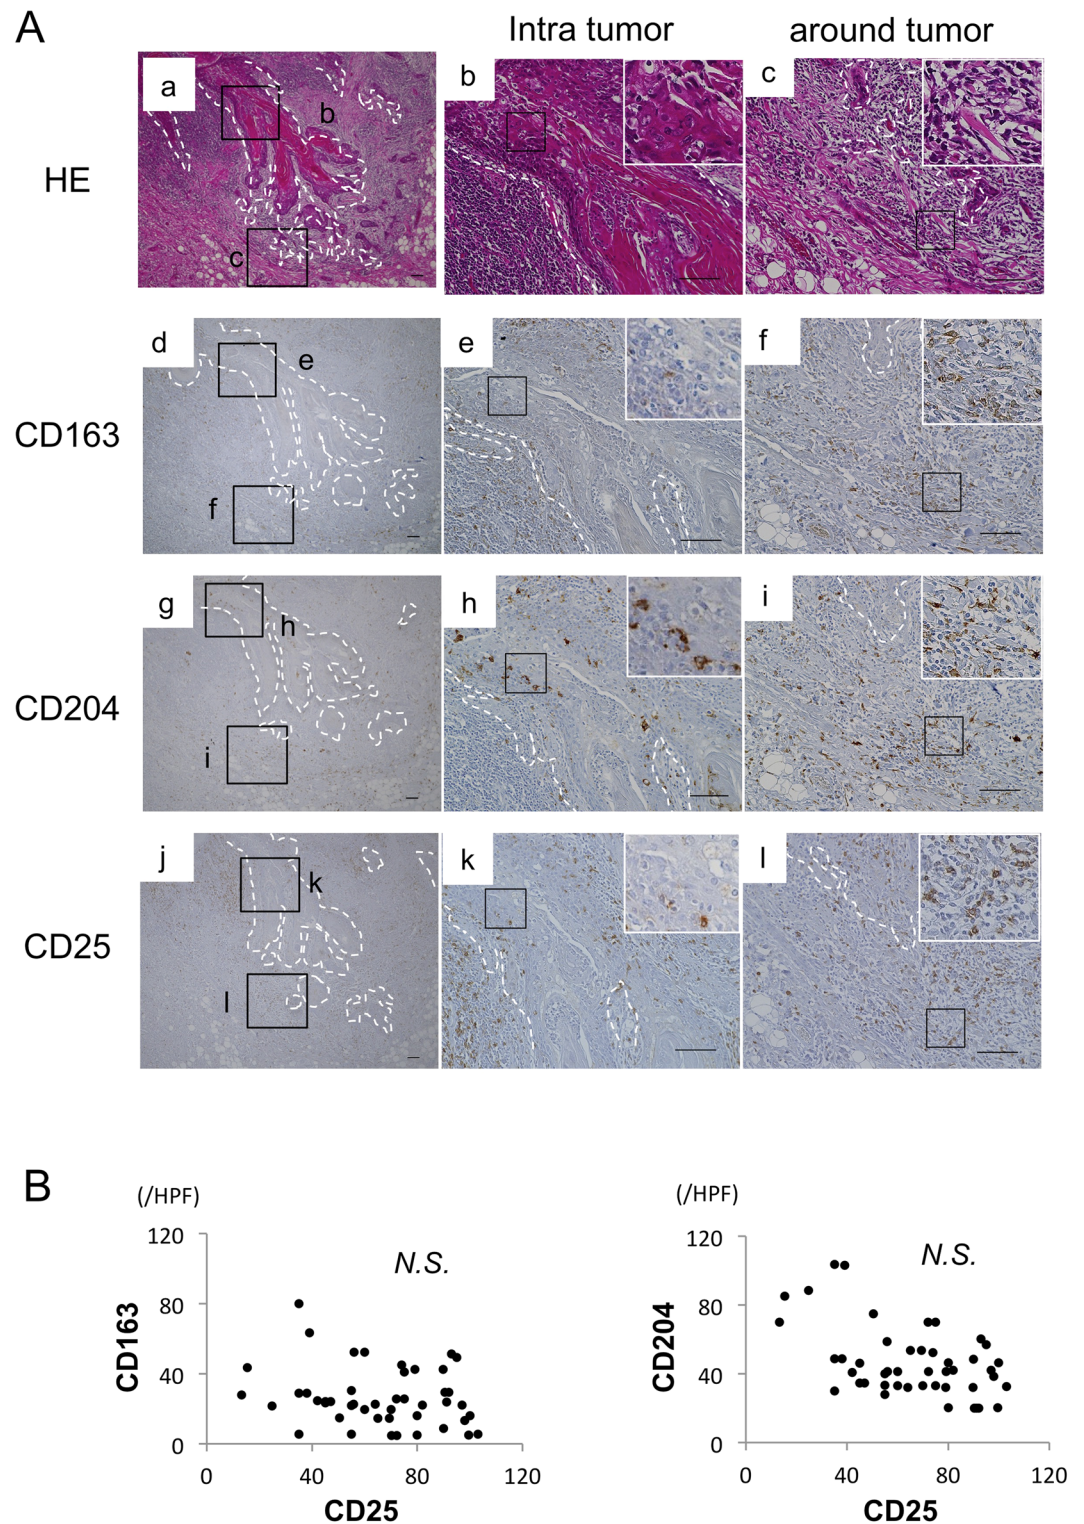 A
Intra tumor
around tumor
HE
a
b
c
b
c
CD163
d
e
f
e
f
CD204
g
h
i
h
i
CD25
j
k
l
k
l
B
(/HPF)
N.S.
CD163
120
80
40
0
0 40 80 120
CD25
(/HPF)
N.S.
CD204
120
80
40
0
0 40 80 120
CD25